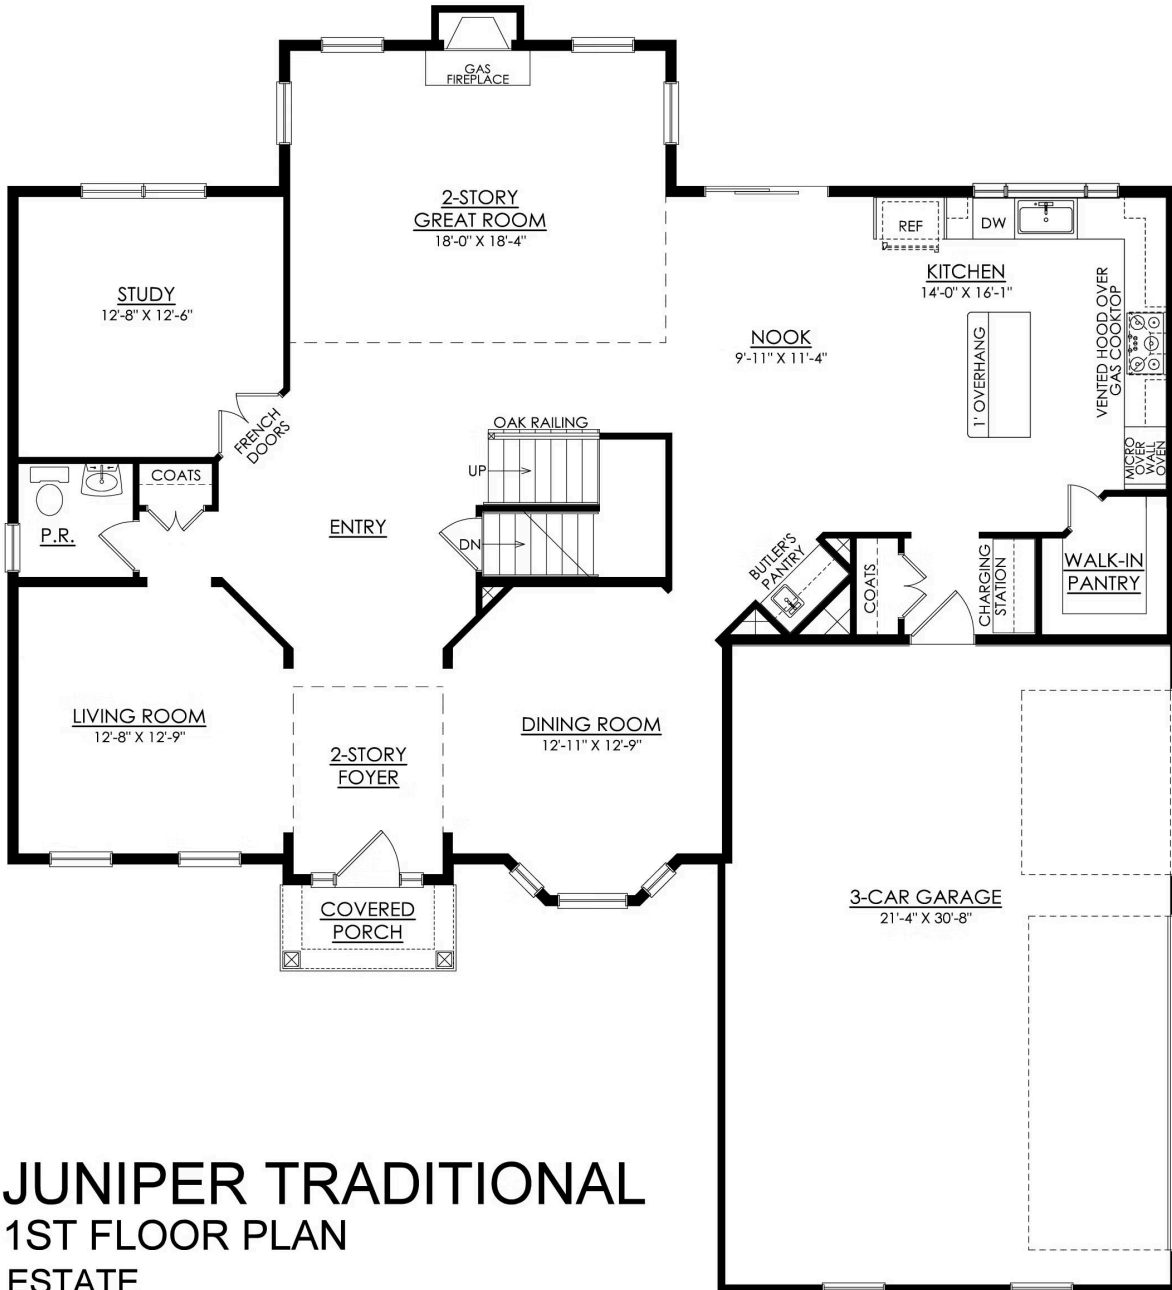 GAS
FIREPLACE
2-STORY
GREAT ROOM
18'-0" X 18'-4"
REF
DW
KITCHEN
14'-0" X 16'-1"
VENTED HOOD OVER
GAS COOKTOP
STUDY
12'-8" X 12'-6"
NOOK
9'-11" X 11'-4"
1' OVERHANG
FRENCH
DOORS
OAK RAILING
MICRO
OVER
WALL
OVEN
COATS
UP
P.R.
ENTRY
DN
BUTLER'S
PANTRY
COATS
CHARGING
STATION
WALK-IN
PANTRY
LIVING ROOM
12'-8" X 12'-9"
2-STORY
FOYER
DINING ROOM
12'-11" X 12'-9"
COVERED
PORCH
3-CAR GARAGE
21'-4" X 30'-8"
JUNIPER TRADITIONAL
1ST FLOOR PLAN
ESTATE